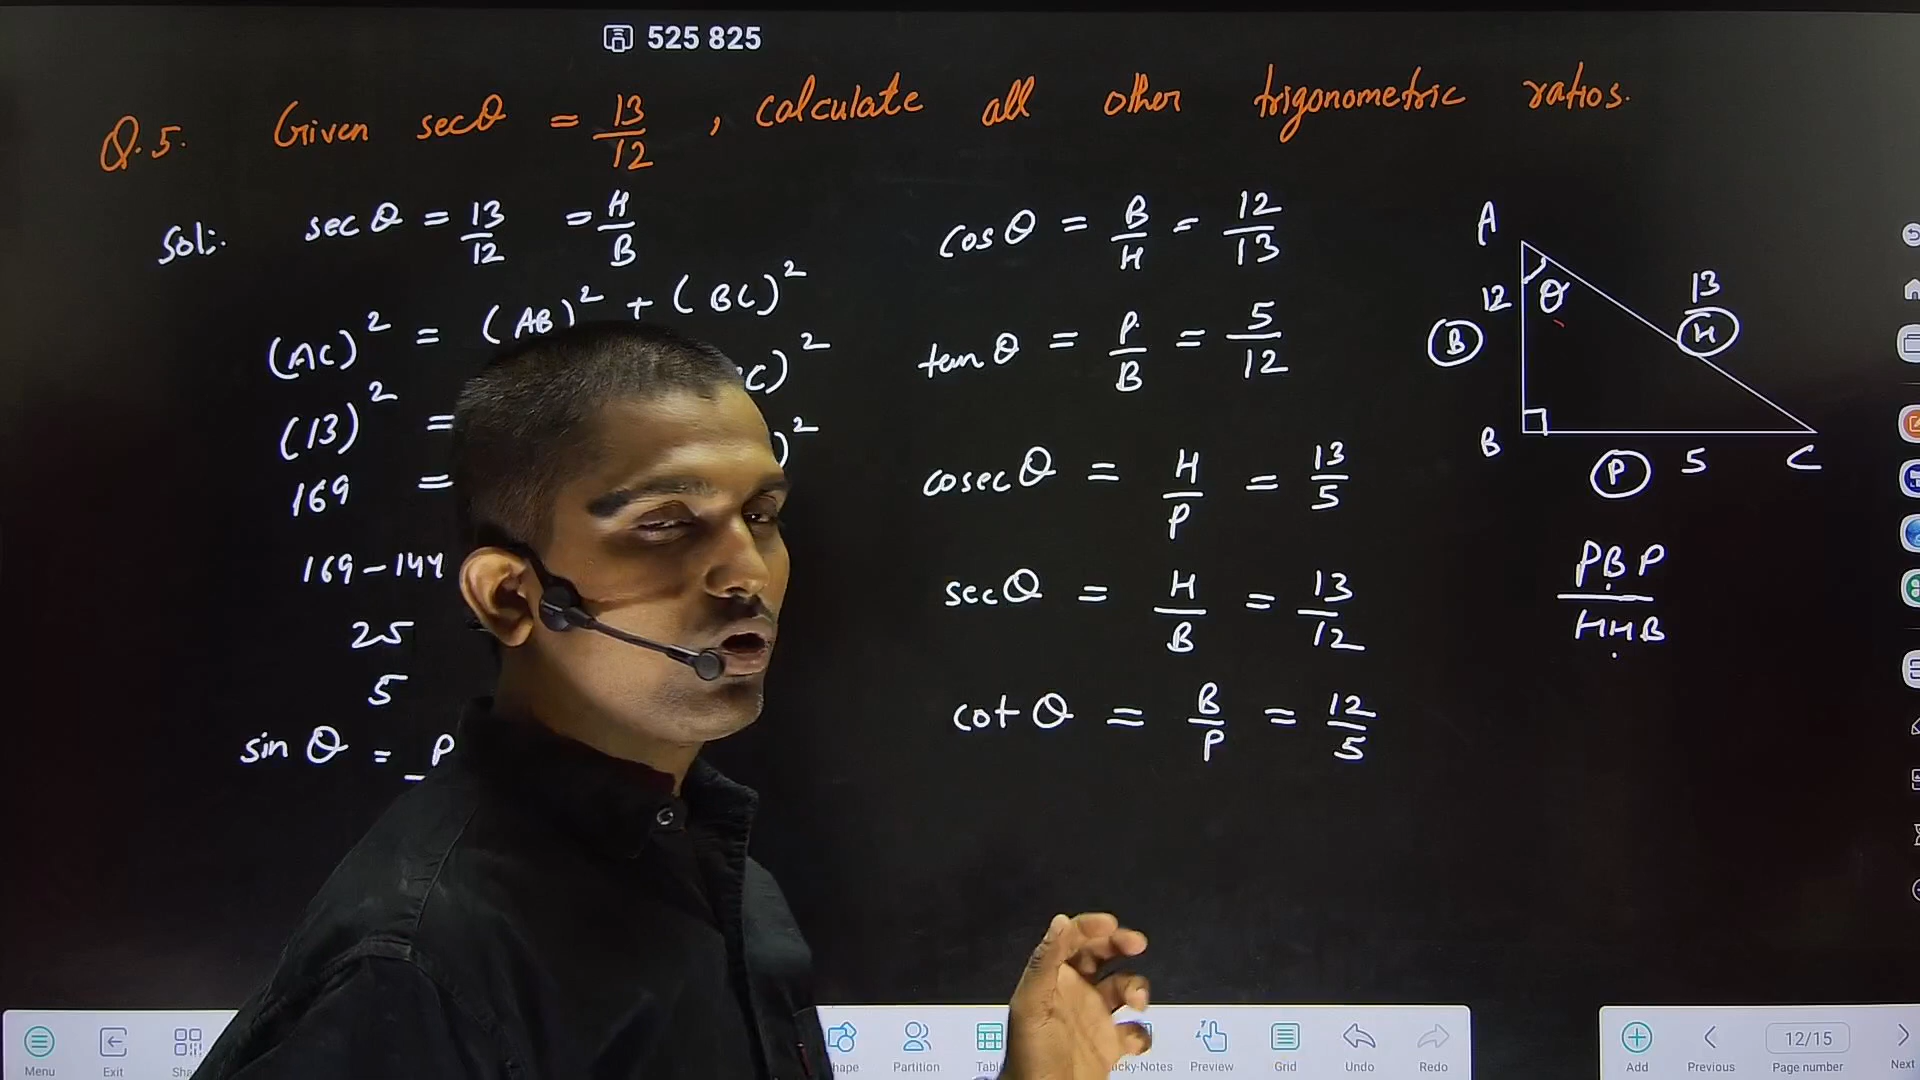 525 825
Q.5. Given secθ = 13/12, calculate all other trigonometric ratios.
Sol:. sec θ = 13/12 = H/B
(AC)² = (AB)² + (BC)²
(13)² = C)²
169 = )²
169 - 144
25
5
sin θ = P
cos θ = B/H = 12/13
tan θ = P/B = 5/12
cosec θ = H/P = 13/5
sec θ = H/B = 13/12
cot θ = B/P = 12/5
A
12 θ 13
B H
B P 5 C
PBP
HHB
Menu Exit Partition Preview Grid Undo Redo Add Previous 12/15 Page number Next